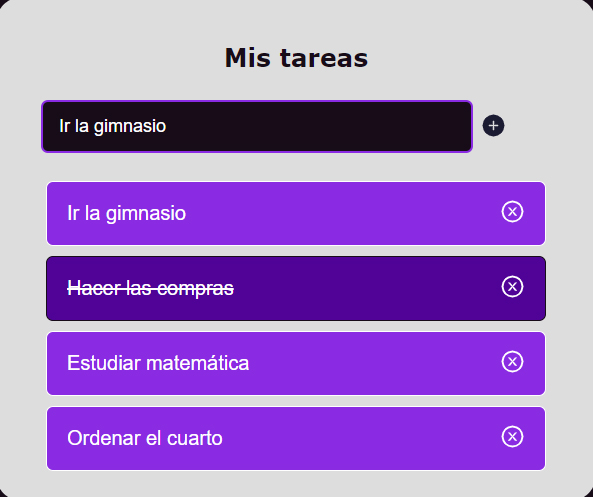 Mis tareas
Ir la gimnasio
Ir la gimnasio
Hacer las compras
Estudiar matemática
Ordenar el cuarto